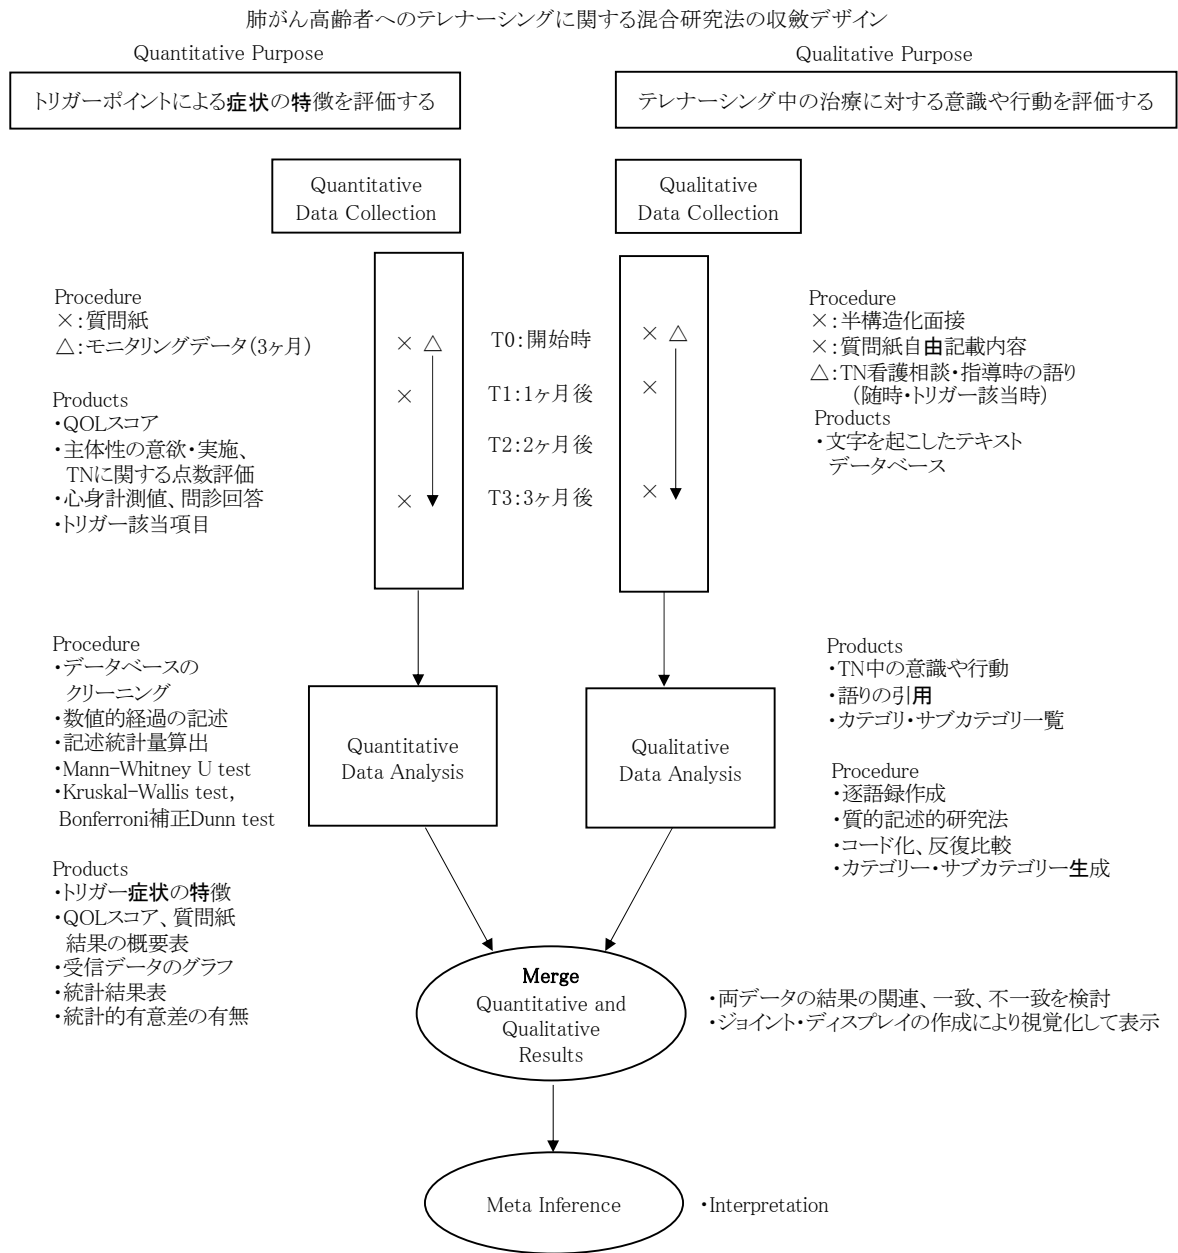 肺がん高齢者へのテレナーシングに関する混合研究法の収斂デザイン
Quantitative Purpose
トリガーポイントによる症状の特徴を評価する
Qualitative Purpose
テレナーシング中の治療に対する意識や行動を評価する
Quantitative
Data Collection
Qualitative
Data Collection
Procedure
×：質問紙
△：モニタリングデータ（3ヶ月）
Products
・QOLスコア
・主体性の意欲・実施、
TNに関する点数評価
・心身計測値、問診回答
・トリガー該当項目
× △
×
×
T0：開始時
T1：1ヶ月後
T2：2ヶ月後
T3：3ヶ月後
× △
×
×
Procedure
×：半構造化面接
×：質問紙自由記載内容
△：TN看護相談・指導時の語り
（随時・トリガー該当時）
Products
・文字を起こしたテキスト
データベース
Procedure
・データベースの
クリーニング
・数値的経過の記述
・記述統計量算出
・Mann-Whitney U test
・Kruskal-Wallis test,
Bonferroni補正Dunn test
Products
・トリガー症状の特徴
・QOLスコア、質問紙
結果の概要表
・受信データのグラフ
・統計結果表
・統計的有意差の有無
Quantitative
Data Analysis
Qualitative
Data Analysis
Products
・TN中の意識や行動
・語りの引用
・カテゴリ・サブカテゴリ一覧
Procedure
・逐語録作成
・質的記述的研究法
・コード化、反復比較
・カテゴリー・サブカテゴリー生成
Merge
Quantitative and
Qualitative
Results
・両データの結果の関連、一致、不一致を検討
・ジョイント・ディスプレイの作成により視覚化して表示
Meta Inference
・Interpretation